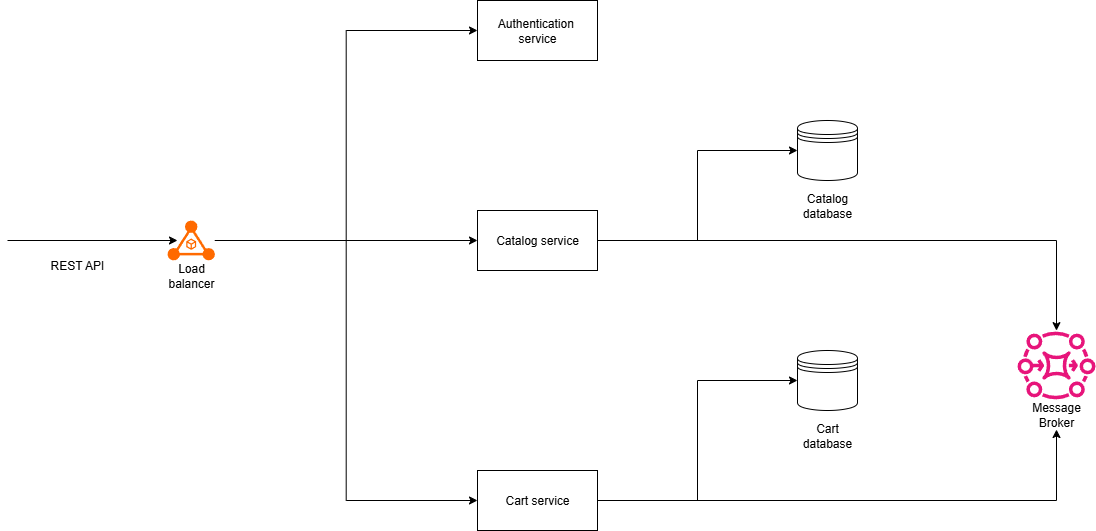 Authentication
service
Catalog
database
Catalog service
REST API
Load
balancer
Message
Broker
Cart
database
Cart service